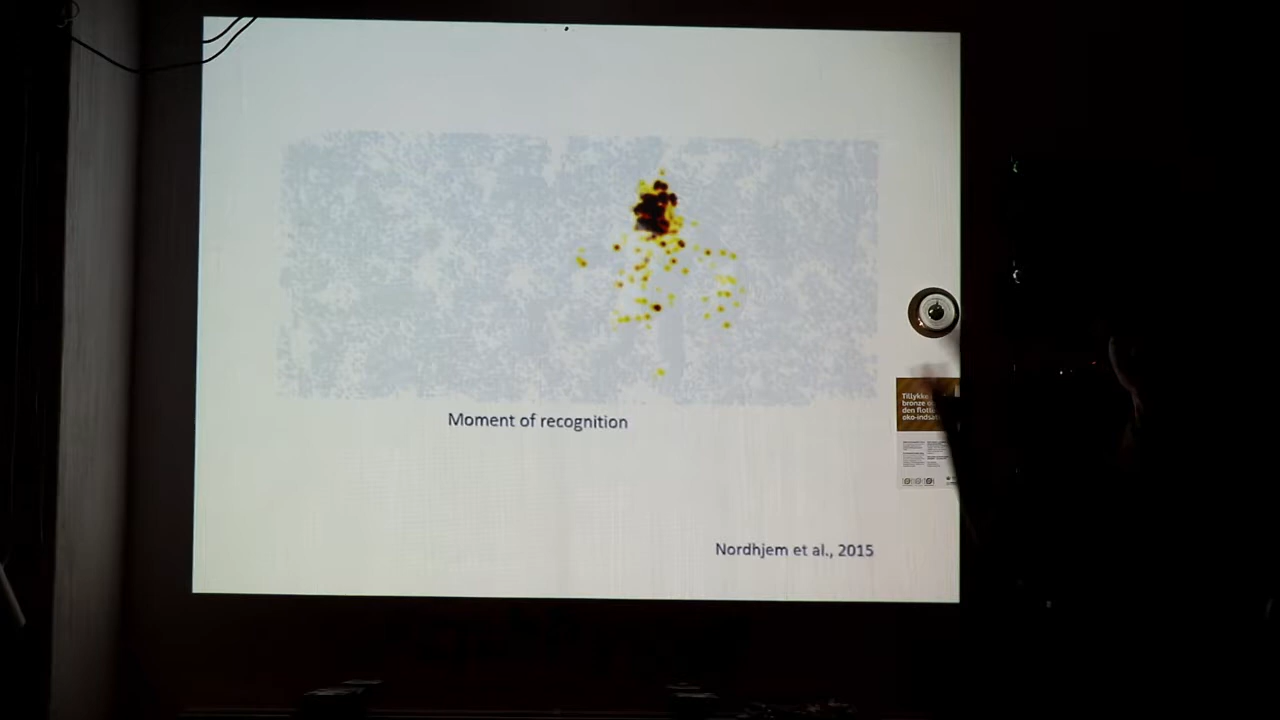 Moment of recognition
Nordhjem et al., 2015
Tillykke
bronze
den flotte
øko-indsats